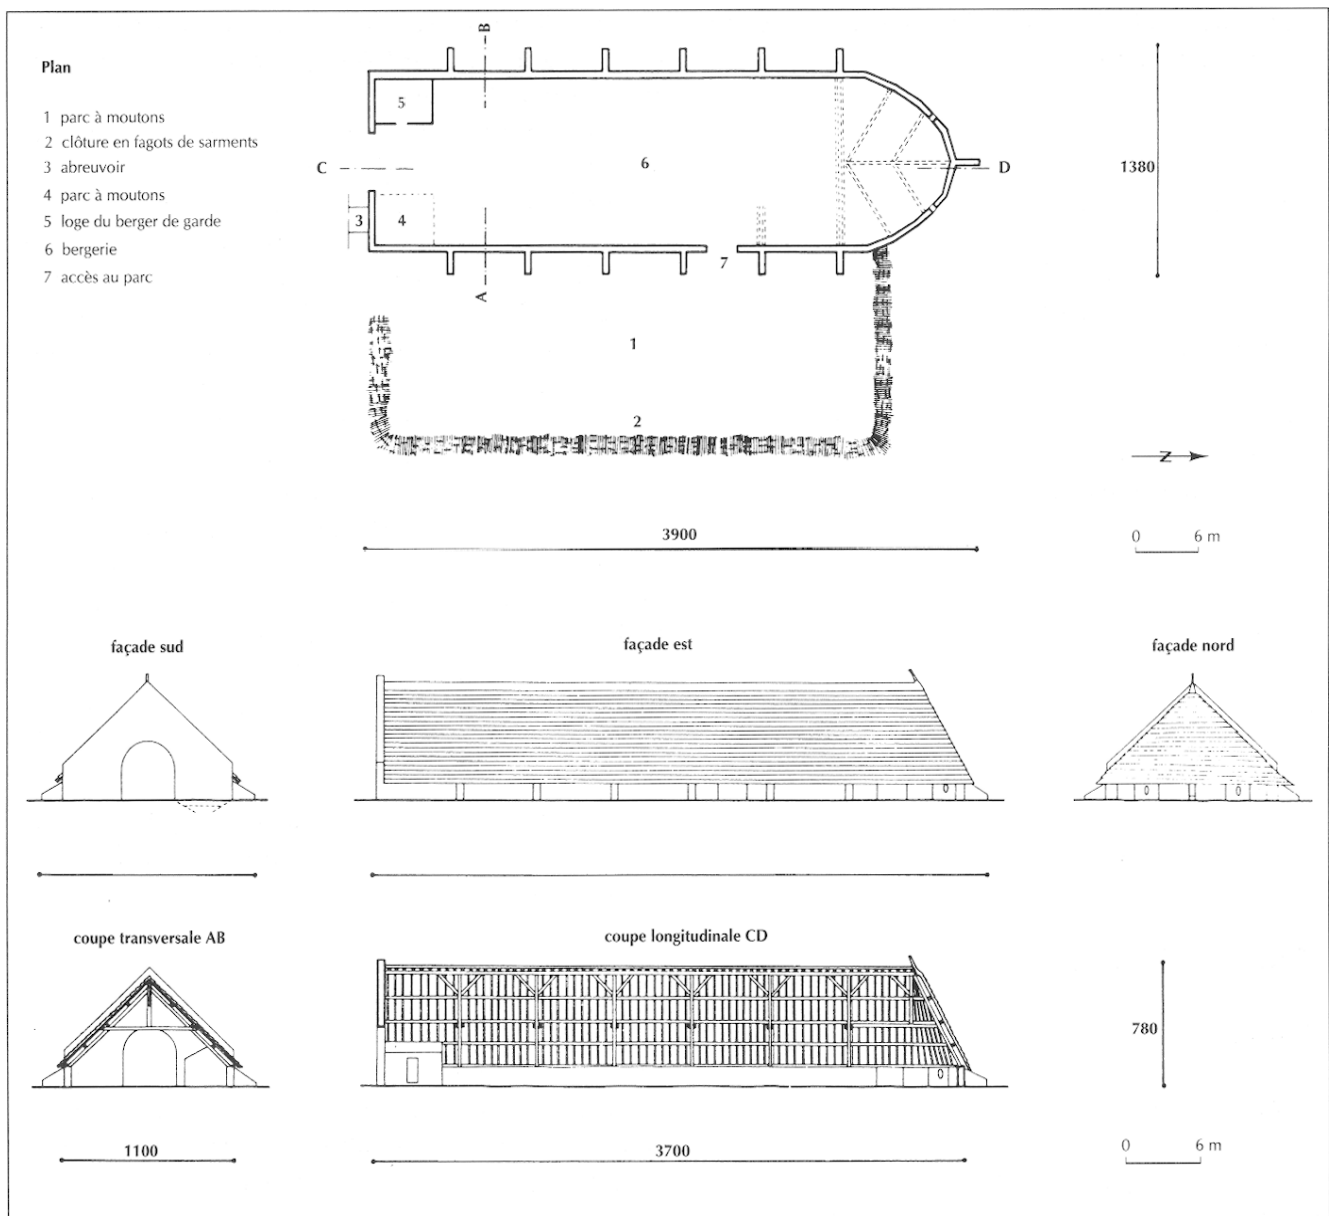 Plan
1 parc à moutons
2 clôture en fagots de sarments
3 abreuvoir
4 parc à moutons
5 loge du berger de garde
6 bergerie
7 accès au parc
B
5
C
6
D
3
4
7
A
1
2
1380
N
3900
0 6 m
façade sud
façade est
façade nord
coupe transversale AB
coupe longitudinale CD
780
1100
3700
0 6 m